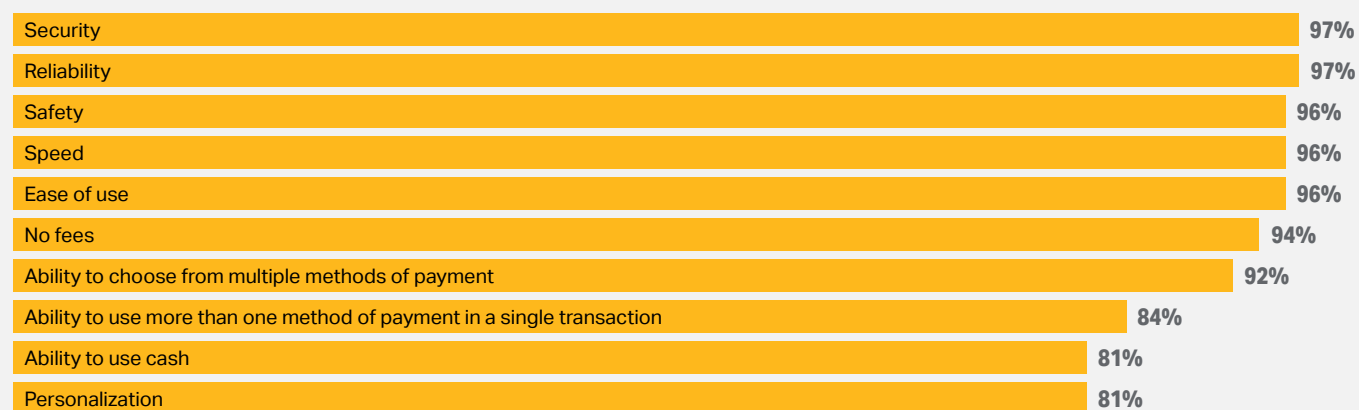 Security 97%
Reliability 97%
Safety 96%
Speed 96%
Ease of use 96%
No fees 94%
Ability to choose from multiple methods of payment 92%
Ability to use more than one method of payment in a single transaction 84%
Ability to use cash 81%
Personalization 81%